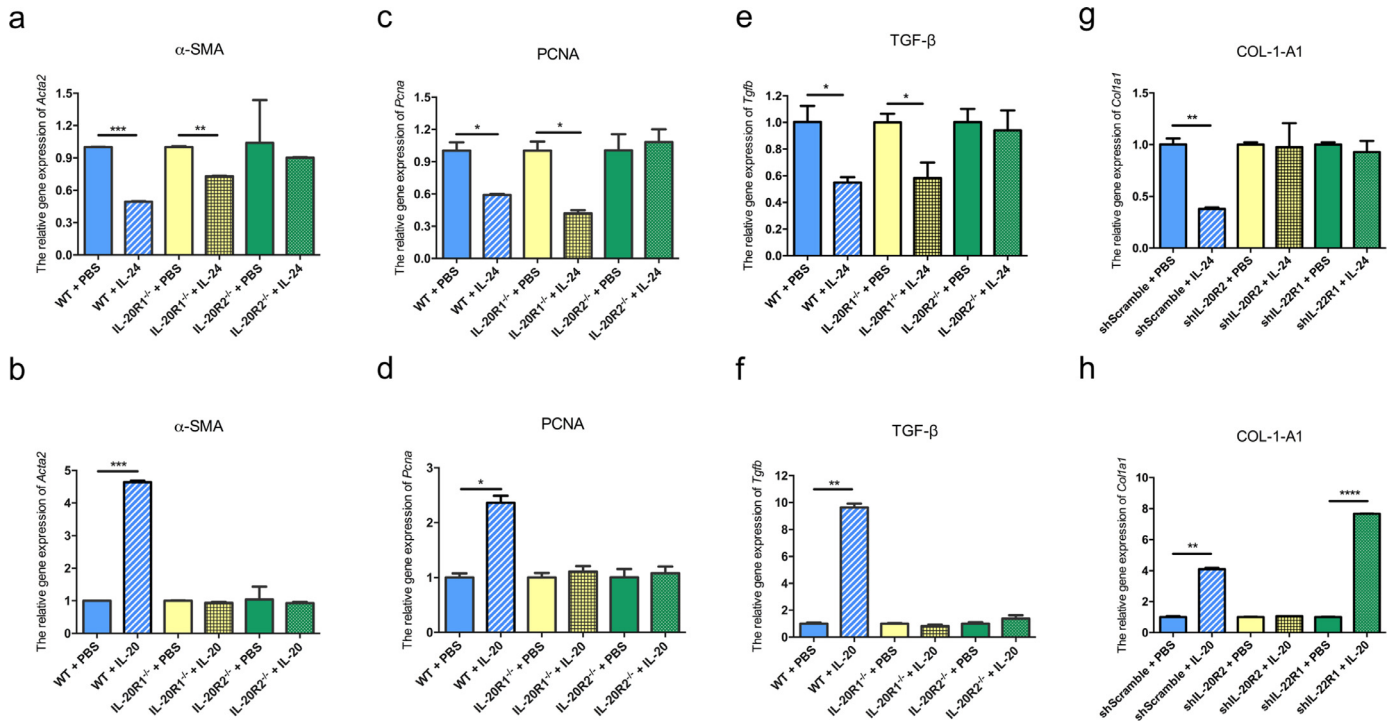 a
α-SMA
The relative gene expression of Acta2
1.5
1.2
0.9
0.6
0.3
0.0
***
**
WT + PBS
WT + IL-24
IL-20R1-/- + PBS
IL-20R1-/- + IL-24
IL-20R2-/- + PBS
IL-20R2-/- + IL-24
c
PCNA
The relative gene expression of Pcna
1.5
1.2
0.9
0.6
0.3
0.0
*
*
WT + PBS
WT + IL-24
IL-20R1-/- + PBS
IL-20R1-/- + IL-24
IL-20R2-/- + PBS
IL-20R2-/- + IL-24
e
TGF-β
The relative gene expression of Tgfb
1.2
1.0
0.8
0.6
0.4
0.2
0.0
*
*
WT + PBS
WT + IL-24
IL-20R1-/- + PBS
IL-20R1-/- + IL-24
IL-20R2-/- + PBS
IL-20R2-/- + IL-24
g
COL-1-A1
The relative gene expression of Col1a1
1.5
1.0
0.5
0.0
**
shScramble + PBS
shScramble + IL-24
shIL-20R2 + PBS
shIL-20R2 + IL-24
shIL-22R1 + PBS
shIL-22R1 + IL-24
b
α-SMA
The relative gene expression of Acta2
5
4
3
2
1
0
***
WT + PBS
WT + IL-20
IL-20R1-/- + PBS
IL-20R1-/- + IL-20
IL-20R2-/- + PBS
IL-20R2-/- + IL-20
d
PCNA
The relative gene expression of Pcna
3
2
1
0
*
WT + PBS
WT + IL-20
IL-20R1-/- + PBS
IL-20R1-/- + IL-20
IL-20R2-/- + PBS
IL-20R2-/- + IL-20
f
TGF-β
The relative gene expression of Tgfb
12
10
8
6
4
2
0
**
WT + PBS
WT + IL-20
IL-20R1-/- + PBS
IL-20R1-/- + IL-20
IL-20R2-/- + PBS
IL-20R2-/- + IL-20
h
COL-1-A1
The relative gene expression of Col1a1
10
8
6
4
2
0
**
****
shScramble + PBS
shScramble + IL-20
shIL-20R2 + PBS
shIL-20R2 + IL-20
shIL-22R1 + PBS
shIL-22R1 + IL-20